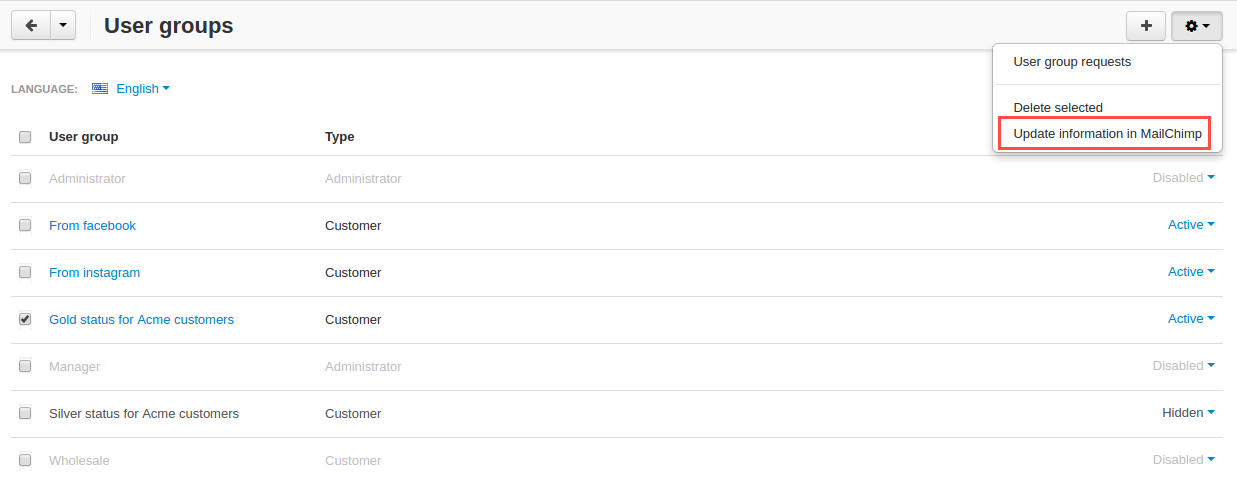 User groups
User group requests
LANGUAGE: English
Delete selected
Update information in MailChimp
User group Type
Administrator Administrator Disabled
From facebook Customer Active
From instagram Customer Active
Gold status for Acme customers Customer Active
Manager Administrator Disabled
Silver status for Acme customers Customer Hidden
Wholesale Customer Disabled